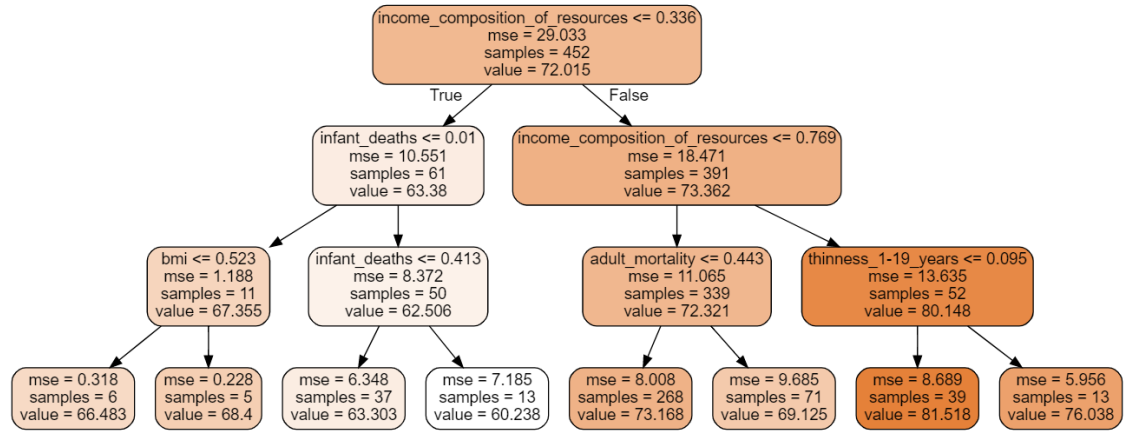 income_composition_of_resources <= 0.336
mse = 29.033
samples = 452
value = 72.015
True
False
infant_deaths <= 0.01
mse = 10.551
samples = 61
value = 63.38
income_composition_of_resources <= 0.769
mse = 18.471
samples = 391
value = 73.362
bmi <= 0.523
mse = 1.188
samples = 11
value = 67.355
infant_deaths <= 0.413
mse = 8.372
samples = 50
value = 62.506
adult_mortality <= 0.443
mse = 11.065
samples = 339
value = 72.321
thinness_1-19_years <= 0.095
mse = 13.635
samples = 52
value = 80.148
mse = 0.318
samples = 6
value = 66.483
mse = 0.228
samples = 5
value = 68.4
mse = 6.348
samples = 37
value = 63.303
mse = 7.185
samples = 13
value = 60.238
mse = 8.008
samples = 268
value = 73.168
mse = 9.685
samples = 71
value = 69.125
mse = 8.689
samples = 39
value = 81.518
mse = 5.956
samples = 13
value = 76.038